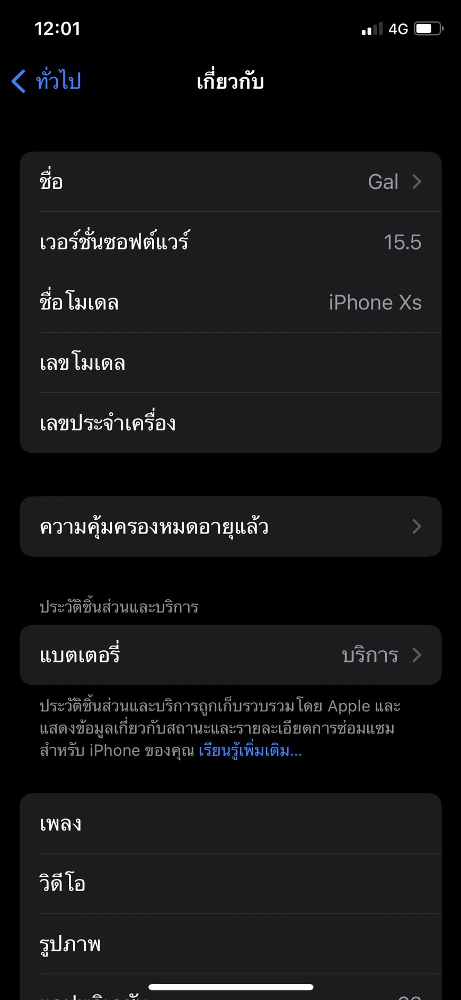 12:01
4G
ทั่วไป
เกี่ยวกับ
ชื่อ Gal
เวอร์ชั่นซอฟต์แวร์ 15.5
ชื่อโมเดล iPhone Xs
เลขโมเดล
เลขประจำเครื่อง
ความคุ้มครองหมดอายุแล้ว
ประวัติชิ้นส่วนและบริการ
แบตเตอรี่ บริการ
ประวัติชิ้นส่วนและบริการถูกเก็บรวบรวมโดย Apple และ
แสดงข้อมูลเกี่ยวกับสถานะและรายละเอียดการซ่อมแซม
สำหรับ iPhone ของคุณ เรียนรู้เพิ่มเติม...
เพลง
วิดีโอ
รูปภาพ